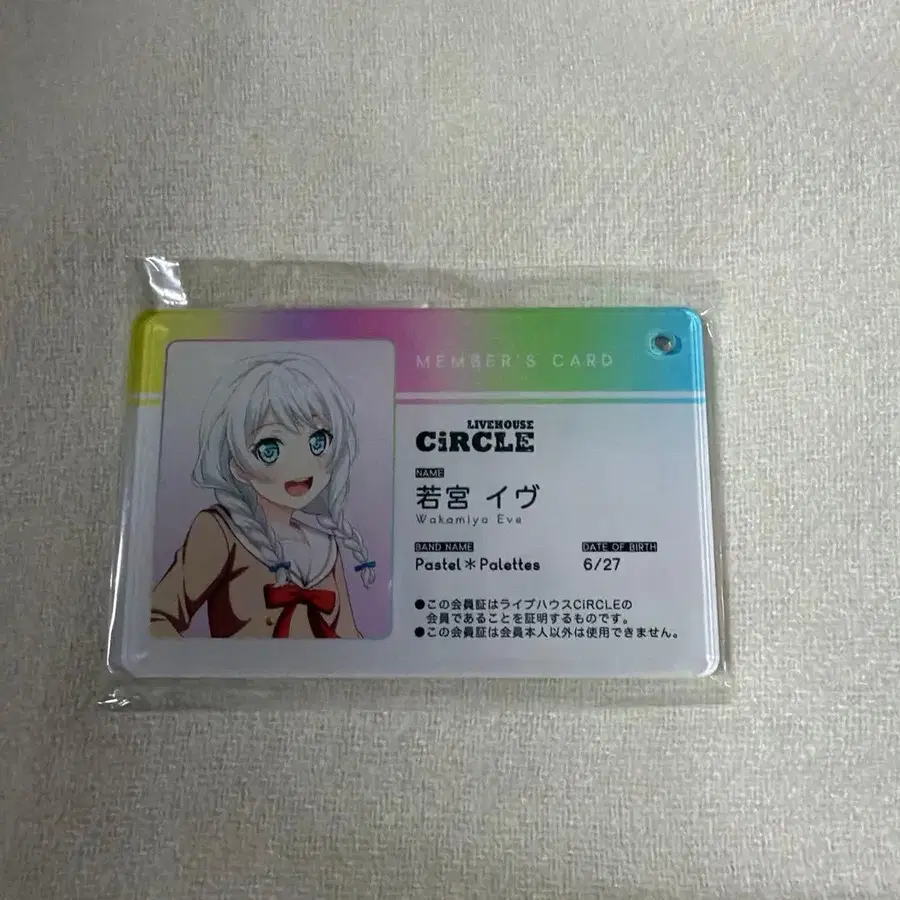 MEMBER'S CARD
LIVEHOUSE
CiRCLE
NAME
若宮 イヴ
Wakamiya Eve
BAND NAME
DATE OF BIRTH
Pastel＊Palettes
6/27
●この会員証はライブハウスCiRCLEの
会員であることを証明するものです。
●この会員証は会員本人以外は使用できません。